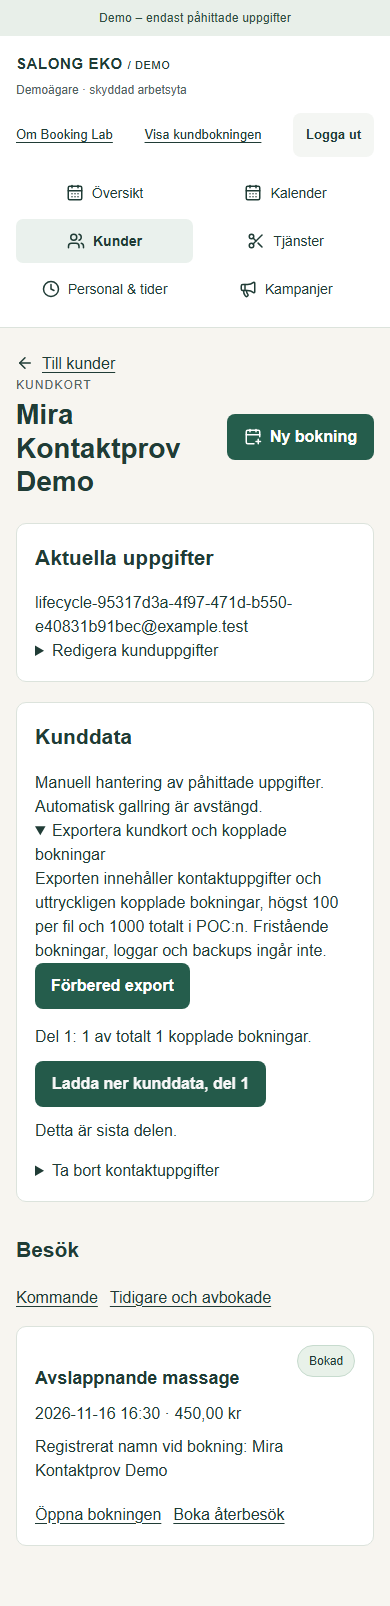 Demo – endast påhittade uppgifter
SALONG EKO / DEMO
Demoägare · skyddad arbetsyta
Om Booking Lab
Visa kundbokningen
Logga ut
Översikt
Kalender
Kunder
Tjänster
Personal & tider
Kampanjer
Till kunder
KUNDKORT
Mira
Kontaktprov
Demo
Ny bokning
Aktuella uppgifter
lifecycle-95317d3a-4f97-471d-b550-
e40831b91bec@example.test
Redigera kunduppgifter
Kunddata
Manuell hantering av påhittade uppgifter.
Automatisk gallring är avstängd.
Exportera kundkort och kopplade
bokningar
Exporten innehåller kontaktuppgifter och
uttryckligen kopplade bokningar, högst 100
per fil och 1000 totalt i POC:n. Fristående
bokningar, loggar och backups ingår inte.
Förbered export
Del 1: 1 av totalt 1 kopplade bokningar.
Ladda ner kunddata, del 1
Detta är sista delen.
Ta bort kontaktuppgifter
Besök
Kommande Tidigare och avbokade
Bokad
Avslappnande massage
2026-11-16 16:30 · 450,00 kr
Registrerat namn vid bokning: Mira
Kontaktprov Demo
Öppna bokningen Boka återbesök